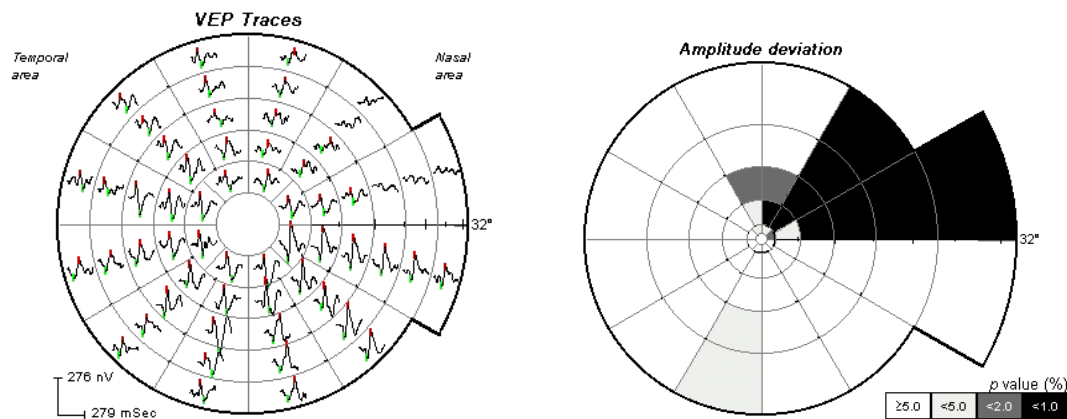 VEP Traces
Temporal area
Nasal area
32°
276 nV
279 mSec
Amplitude deviation
32°
p value (%)
≥5.0 <5.0 <2.0 <1.0